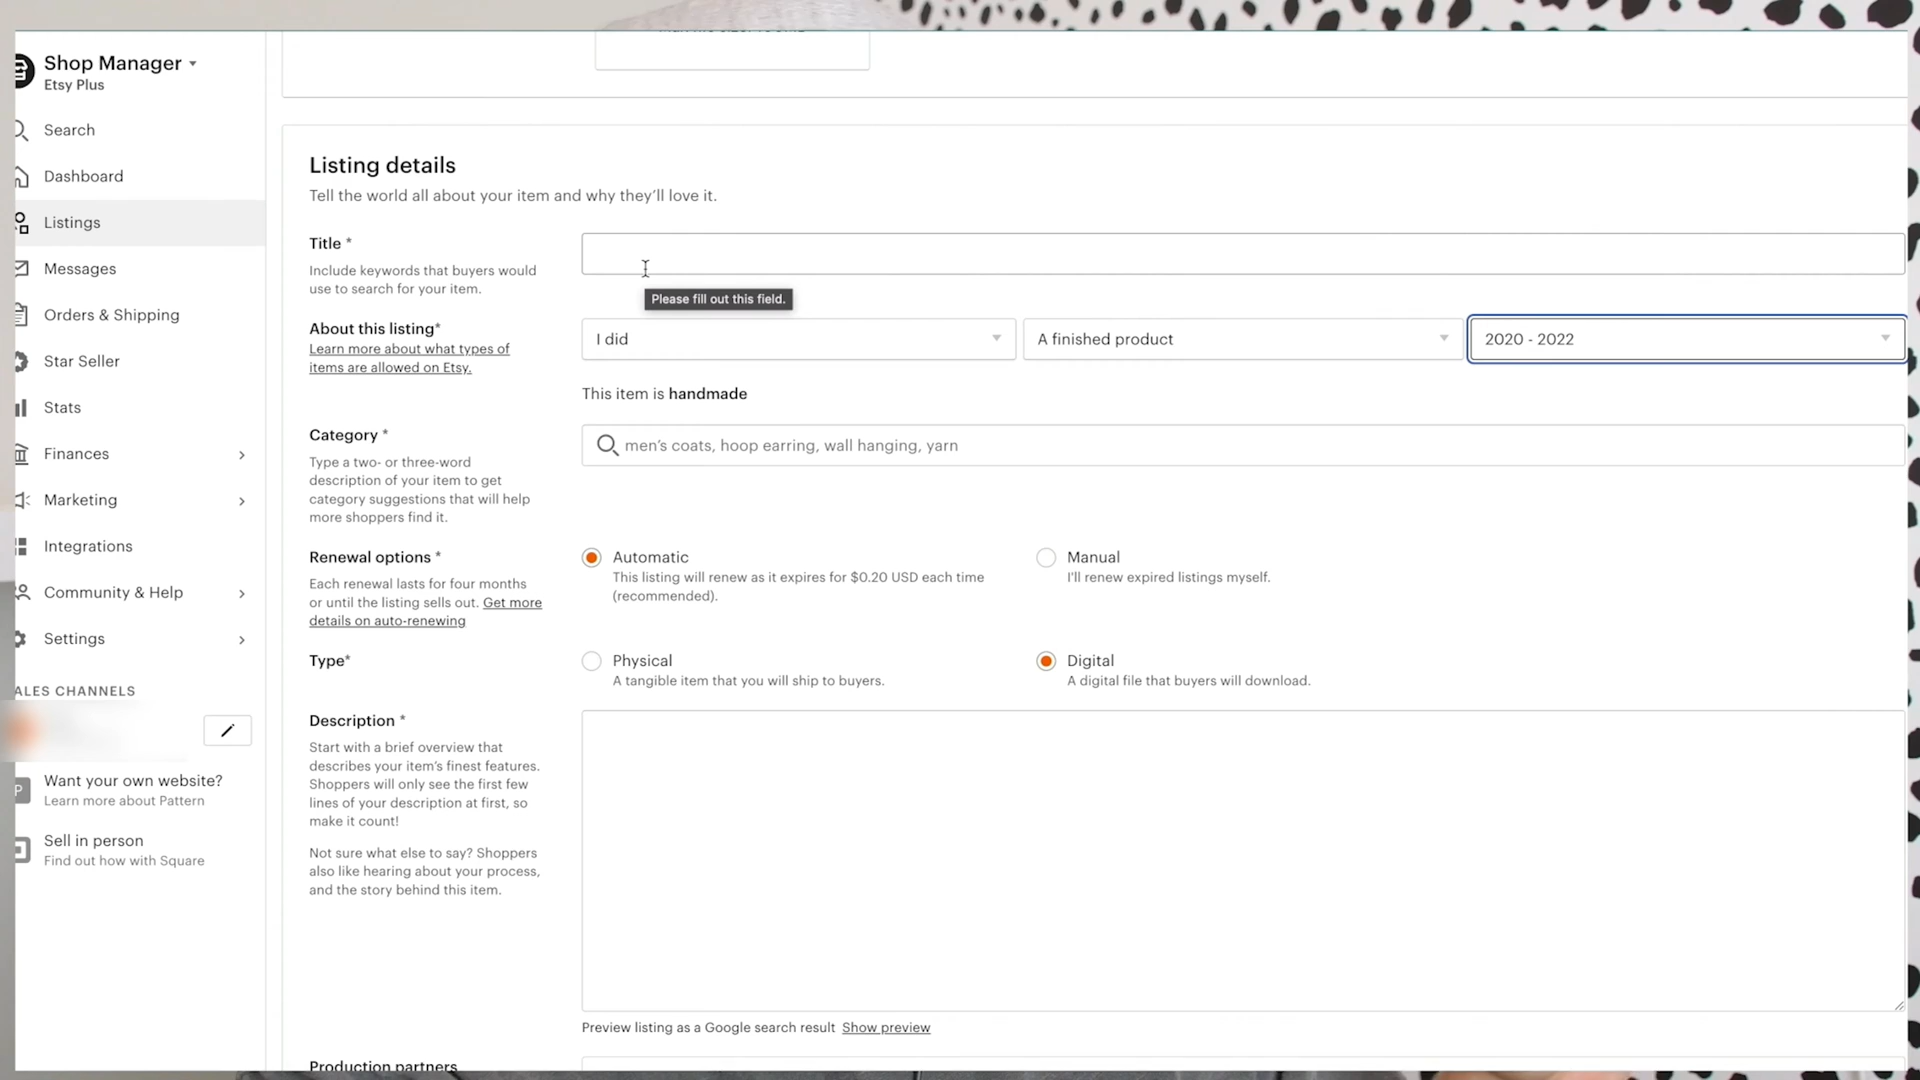 Shop Manager
Etsy Plus
Search
Dashboard
Listings
Messages
Orders & Shipping
Star Seller
Stats
Finances
Marketing
Integrations
Community & Help
Settings
ALES CHANNELS
P
Want your own website?
Learn more about Pattern
Sell in person
Find out how with Square
Listing details
Tell the world all about your item and why they’ll love it.
Title *
Include keywords that buyers would
use to search for your item.
Please fill out this field.
About this listing*
Learn more about what types of
items are allowed on Etsy.
I did
A finished product
2020 - 2022
This item is handmade
Category *
Type a two- or three-word
description of your item to get
category suggestions that will help
more shoppers find it.
men’s coats, hoop earring, wall hanging, yarn
Renewal options *
Each renewal lasts for four months
or until the listing sells out. Get more
details on auto-renewing
Automatic
This listing will renew as it expires for $0.20 USD each time
(recommended).
Manual
I'll renew expired listings myself.
Type*
Physical
A tangible item that you will ship to buyers.
Digital
A digital file that buyers will download.
Description *
Start with a brief overview that
describes your item’s finest features.
Shoppers will only see the first few
lines of your description at first, so
make it count!
Not sure what else to say? Shoppers
also like hearing about your process,
and the story behind this item.
Preview listing as a Google search result Show preview
Production partners